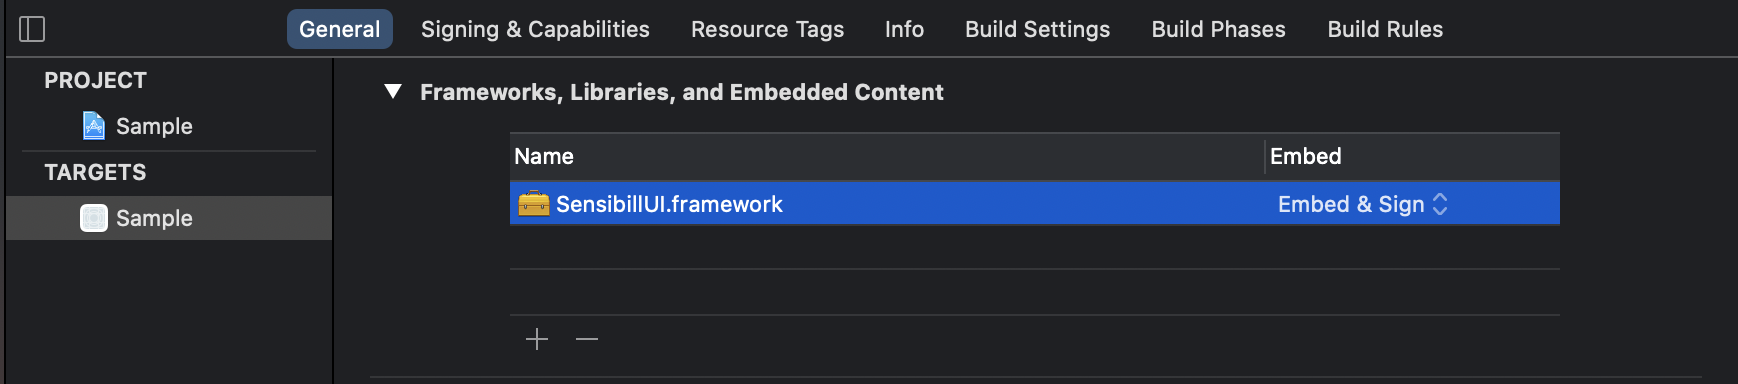 General Signing & Capabilities Resource Tags Info Build Settings Build Phases Build Rules
PROJECT
Sample
TARGETS
Sample
Frameworks, Libraries, and Embedded Content
Name Embed
SensibillUI.framework Embed & Sign